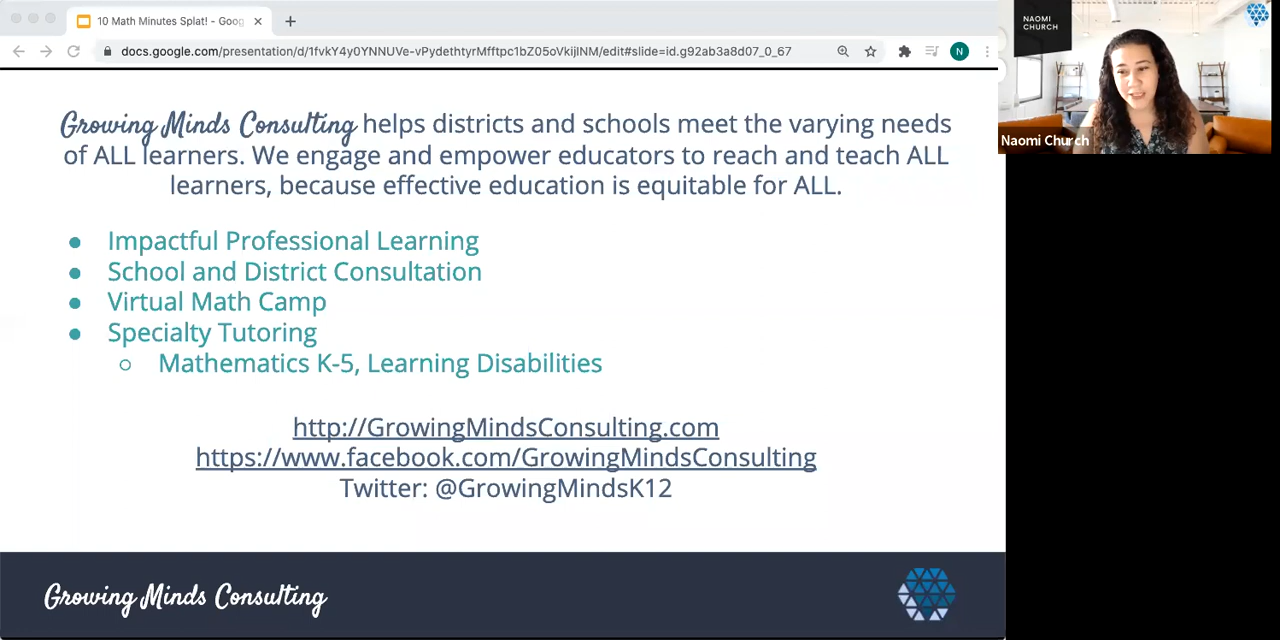 10 Math Minutes Splat! - Goog
docs.google.com/presentation/d/1fvkY4y0YNNUVe-vPydethtyrMfftpc1bZ05oVkijINM/edit#slide=id.g92ab3a8d07_0_67
N
NAOMI
CHURCH
Naomi Church
Growing Minds Consulting helps districts and schools meet the varying needs
of ALL learners. We engage and empower educators to reach and teach ALL
learners, because effective education is equitable for ALL.
● Impactful Professional Learning
● School and District Consultation
● Virtual Math Camp
● Specialty Tutoring
○ Mathematics K-5, Learning Disabilities
http://GrowingMindsConsulting.com
https://www.facebook.com/GrowingMindsConsulting
Twitter: @GrowingMindsK12
Growing Minds Consulting